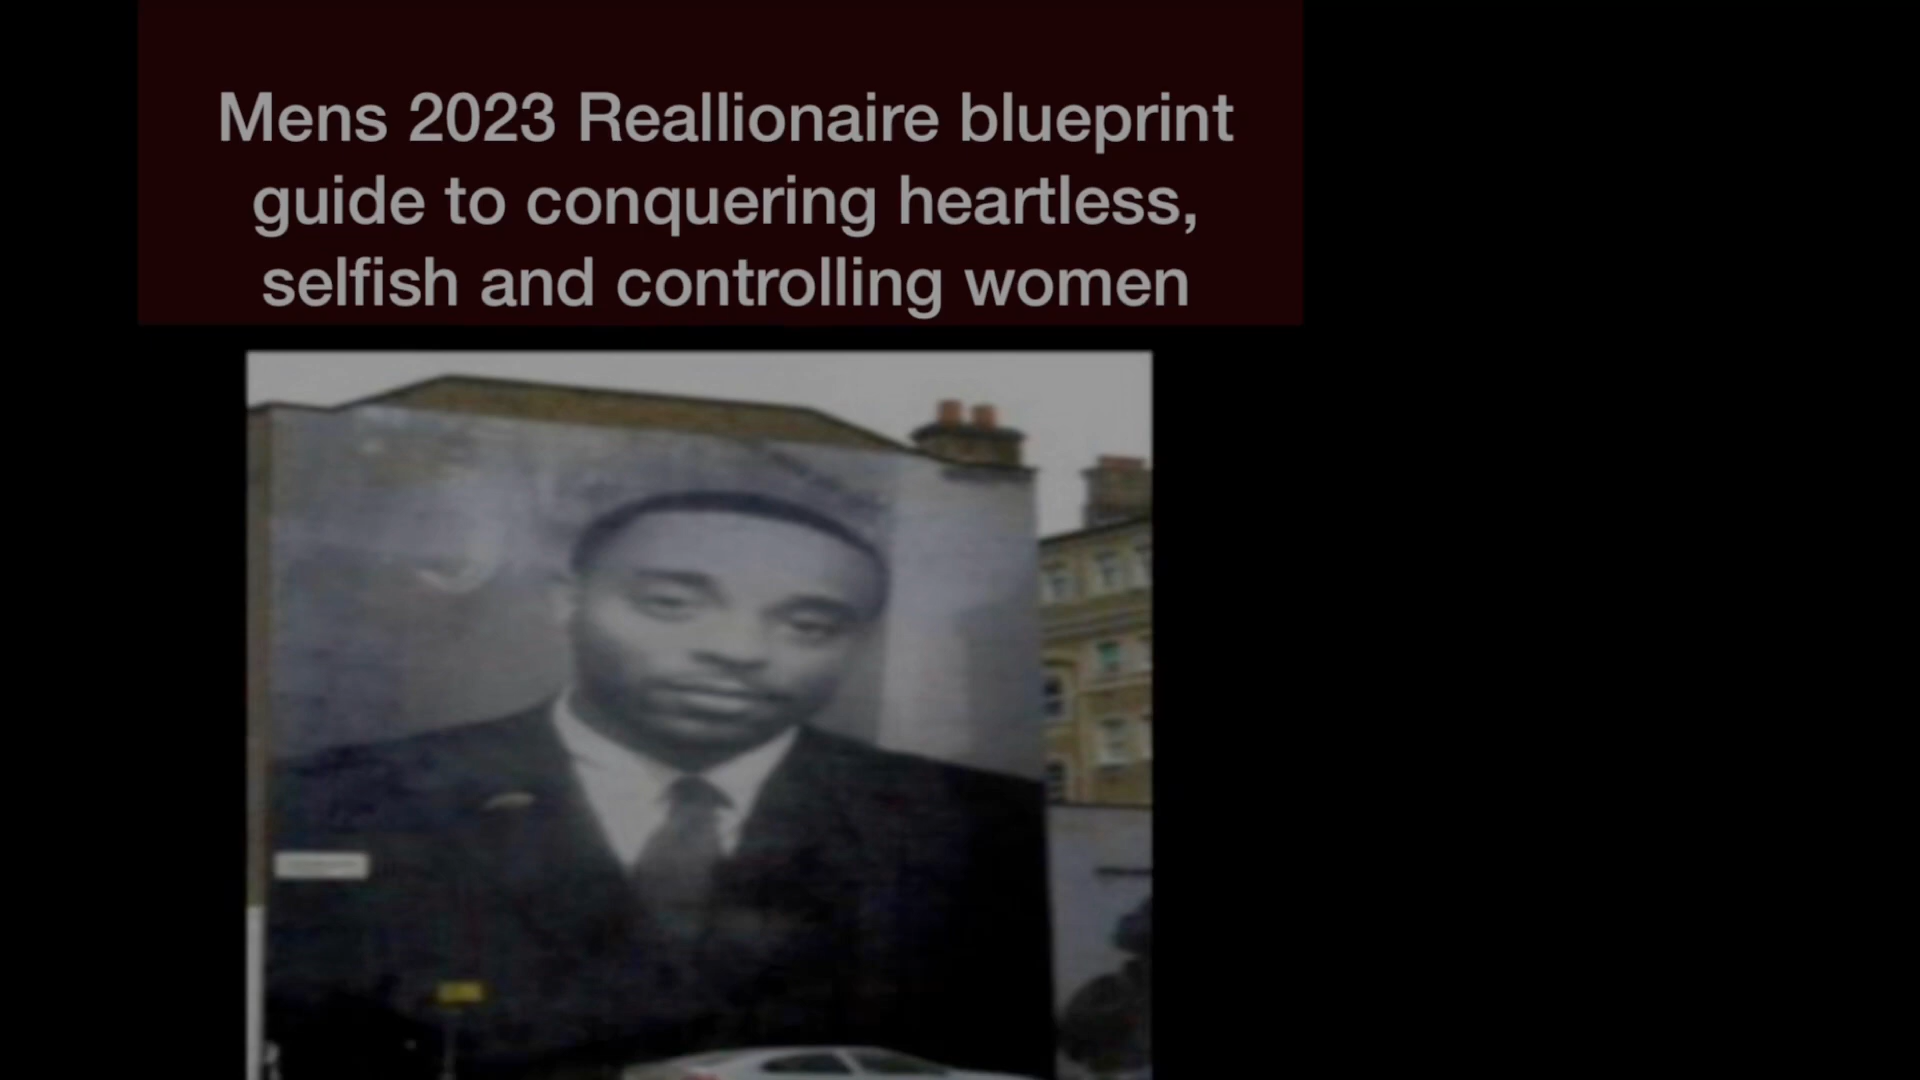 Mens 2023 Reallionaire blueprint
guide to conquering heartless,
selfish and controlling women